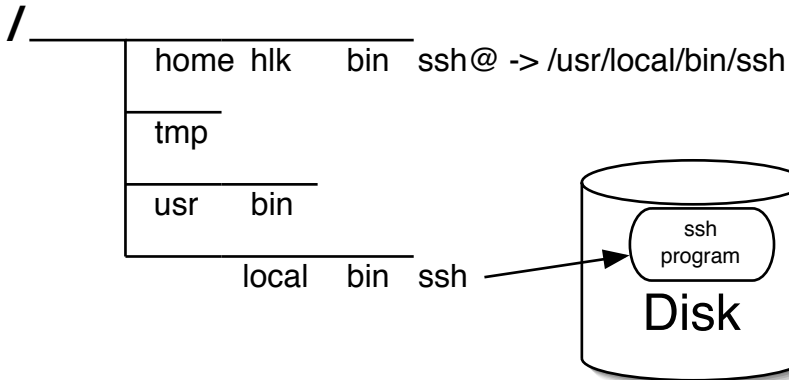 /
home hlk bin ssh@ -> /usr/local/bin/ssh
tmp
usr bin
local bin ssh
ssh
program
Disk